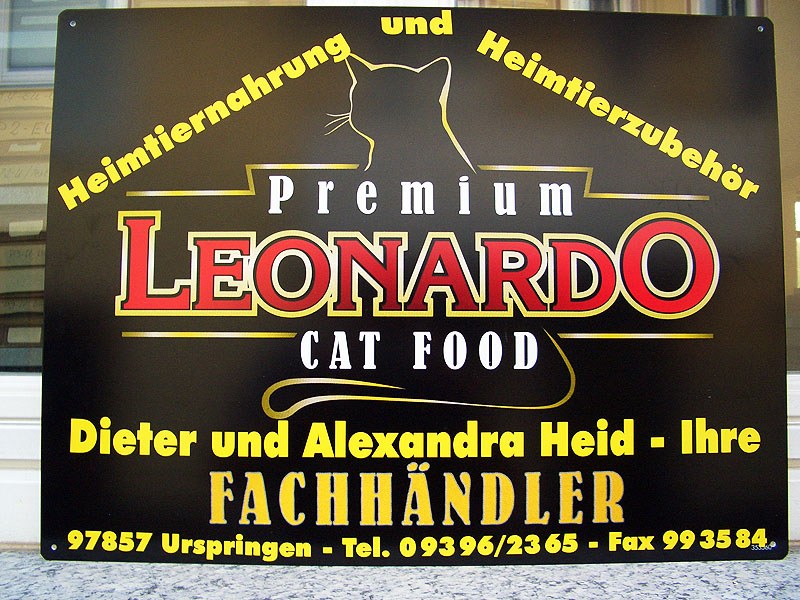 Heimtiernahrung und Heimtierzubehör
Premium
LEONARDO
CAT FOOD
Dieter und Alexandra Heid - Ihre
FACHHÄNDLER
97857 Urspringen - Tel. 09396/2365 - Fax 993584